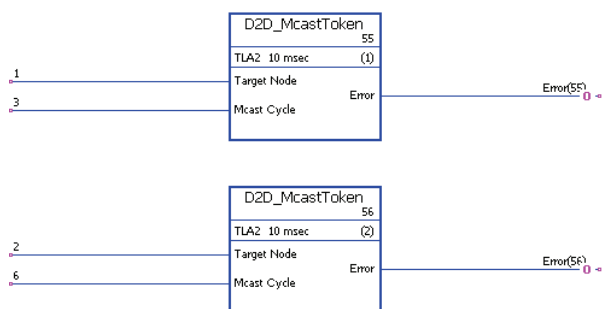 D2D_McastToken
55
TLA2 10 msec (1)
1
Target Node
Error
Error(55)
0
3
Mcast Cycle
D2D_McastToken
56
TLA2 10 msec (2)
2
Target Node
Error
Error(56)
0
6
Mcast Cycle